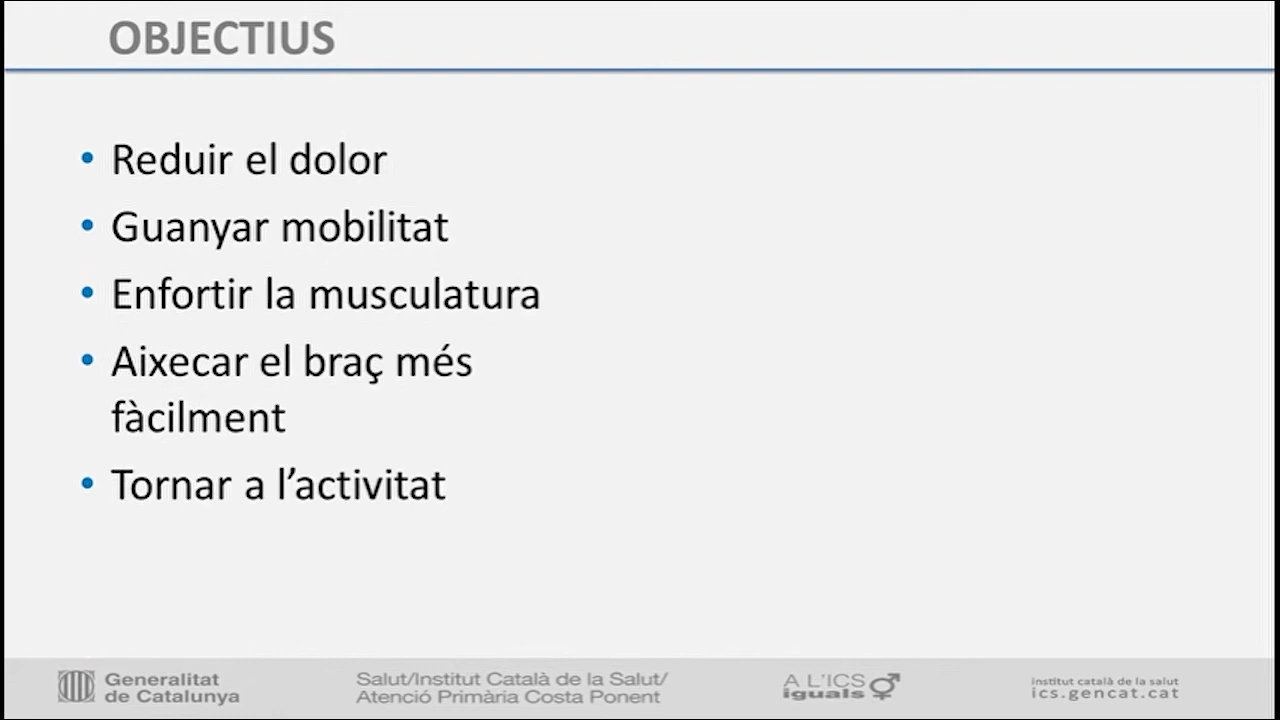 OBJECTIUS
• Reduir el dolor
• Guanyar mobilitat
• Enfortir la musculatura
• Aixecar el braç més
fàcilment
• Tornar a l’activitat
Generalitat
de Catalunya
Salut/Institut Català de la Salut/
Atenció Primària Costa Ponent
A L'ICS
iguals
institut català de la salut
ics.gencat.cat